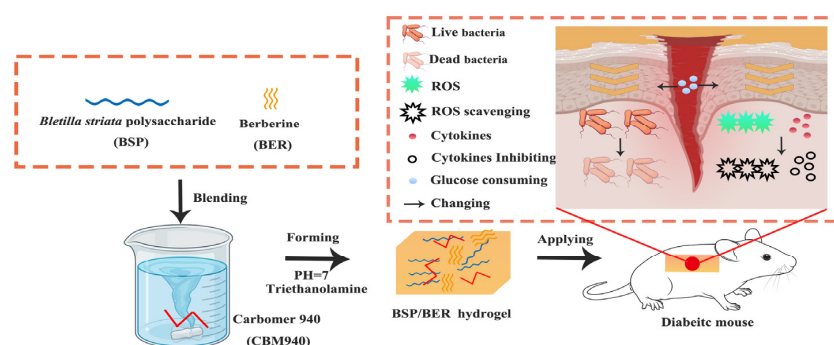 Bletilla striata polysaccharide
(BSP)
Berberine
(BER)
Blending
Carbomer 940
(CBM940)
Forming
PH=7
Triethanolamine
BSP/BER hydrogel
Applying
Diabeitc mouse
Live bacteria
Dead bacteria
ROS
ROS scavenging
Cytokines
Cytokines Inhibiting
Glucose consuming
Changing